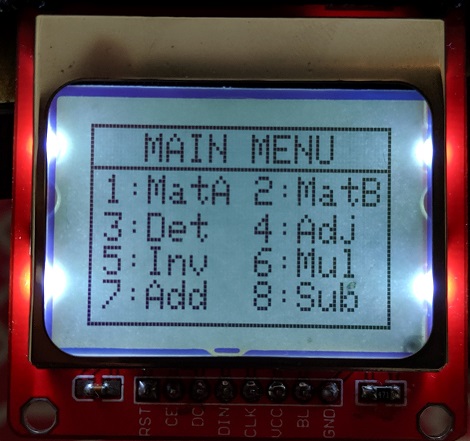 MAIN MENU
1:MatA 2:MatB
3:Det 4:Adj
5:Inv 6:Mul
7:Add 8:Sub
RST CE DC DIN CLK VCC BL GND